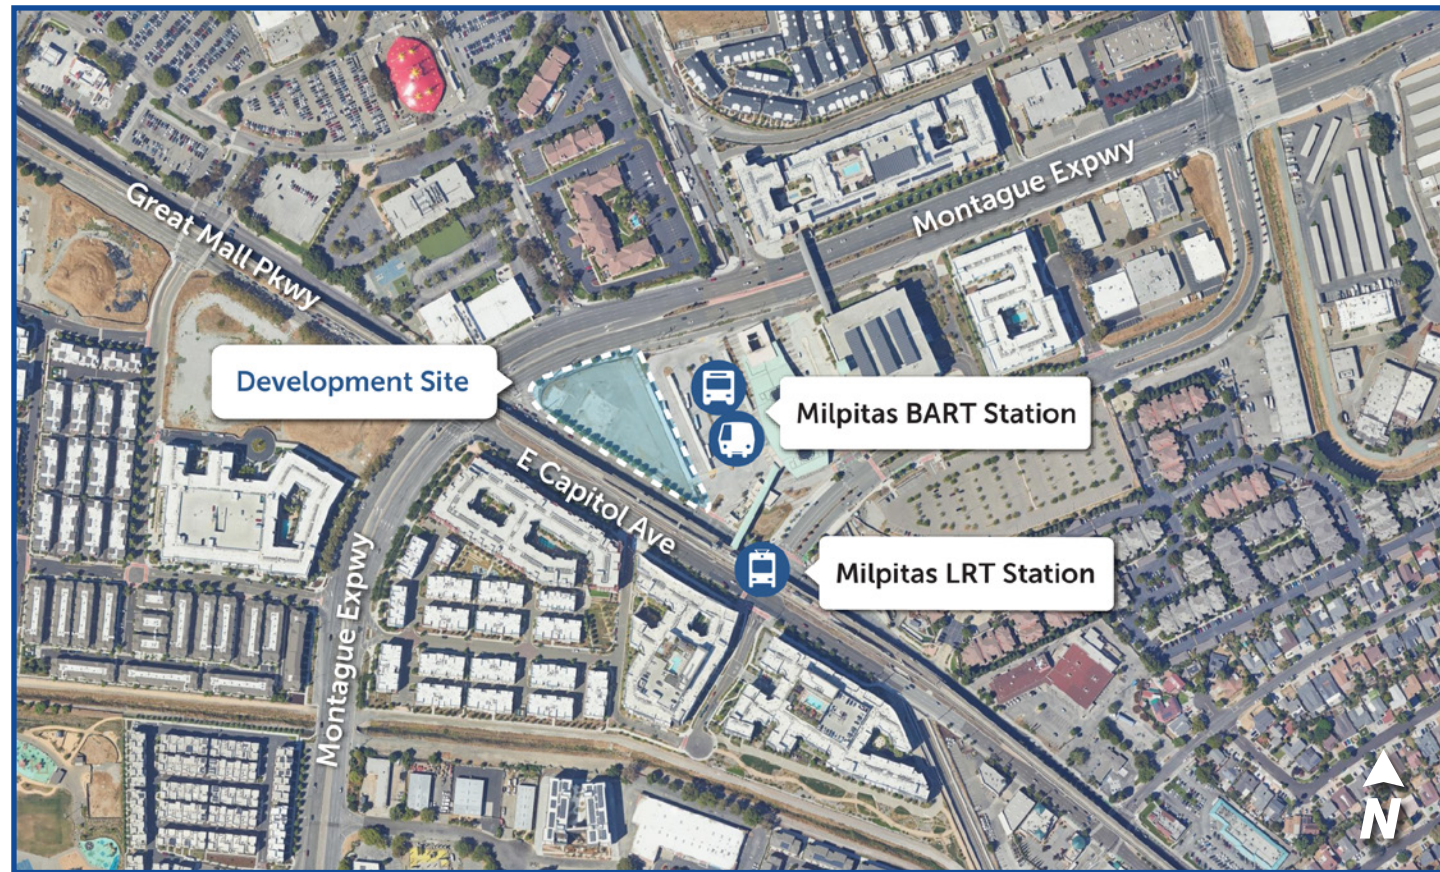 Great Mall Pkwy
Montague Expwy
Development Site
Milpitas BART Station
E Capitol Ave
Milpitas LRT Station
Montague Expwy
N